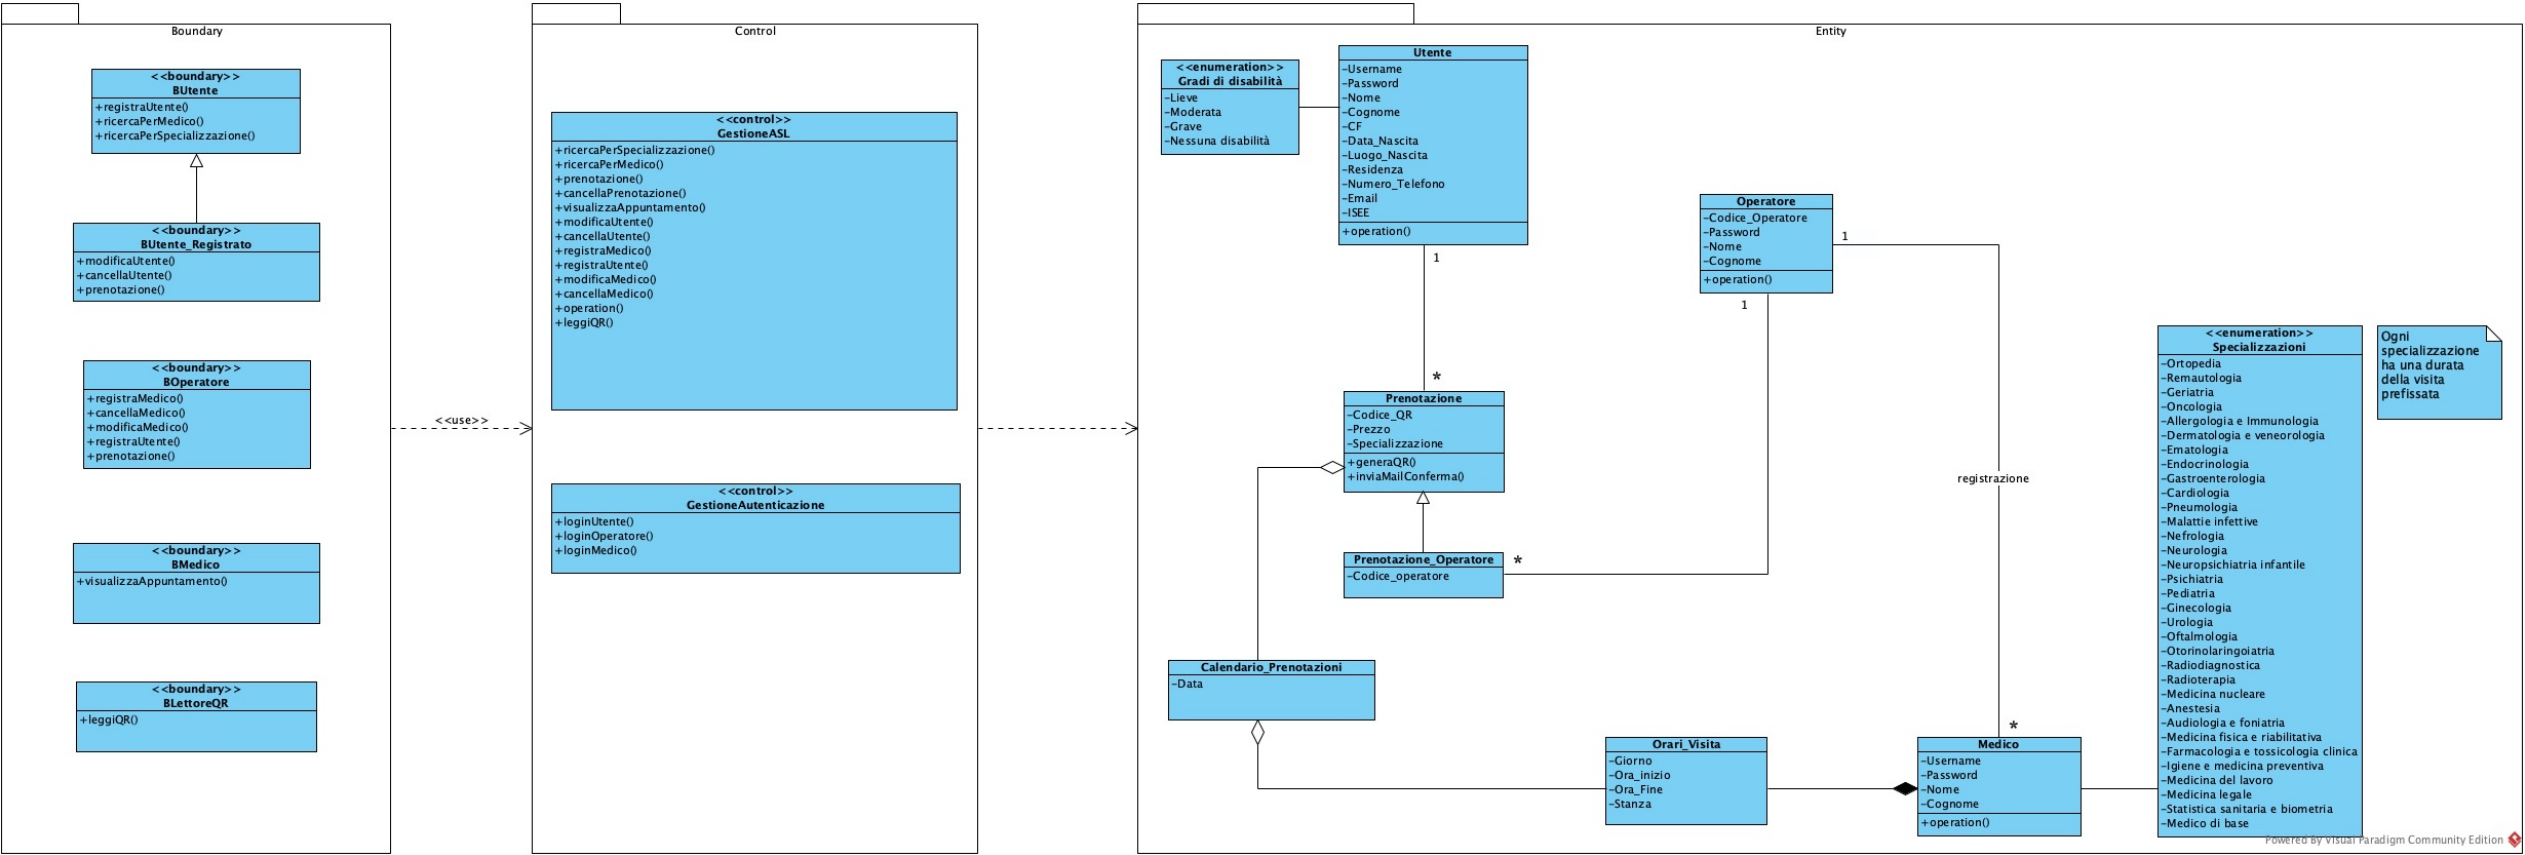 Boundary
<<boundary>>
BUtente
+registraUtente()
+ricercaPerMedico()
+ricercaPerSpecializzazione()
<<boundary>>
BUtente_Registrato
+modificaUtente()
+cancellaUtente()
+prenotazione()
<<boundary>>
BOperatore
+registraMedico()
+cancellaMedico()
+modificaMedico()
+registraUtente()
+prenotazione()
<<boundary>>
BMedico
+visualizzaAppuntamento()
<<boundary>>
BLettoreQR
+leggiQR()
<<use>>
Control
<<control>>
GestioneASL
+ricercaPerSpecializzazione()
+ricercaPerMedico()
+prenotazione()
+cancellaPrenotazione()
+visualizzaAppuntamento()
+modificaUtente()
+cancellaUtente()
+registraMedico()
+registraUtente()
+modificaMedico()
+cancellaMedico()
+operation()
+leggiQR()
<<control>>
GestioneAutenticazione
+loginUtente()
+loginOperatore()
+loginMedico()
Entity
<<enumeration>>
Gradi di disabilità
-Lieve
-Moderata
-Grave
-Nessuna disabilità
Utente
-Username
-Password
-Nome
-Cognome
-CF
-Data_Nascita
-Luogo_Nascita
-Residenza
-Numero_Telefono
-Email
-ISEE
+operation()
1
*
Operatore
-Codice_Operatore
-Password
-Nome
-Cognome
+operation()
1
1
Prenotazione
-Codice_QR
-Prezzo
-Specializzazione
+generaQR()
+inviaMailConferma()
Prenotazione_Operatore
-Codice_operatore
*
registrazione
*
Calendario_Prenotazioni
-Data
Orari_Visita
-Giorno
-Ora_inizio
-Ora_Fine
-Stanza
Medico
-Username
-Password
-Nome
-Cognome
+operation()
<<enumeration>>
Specializzazioni
-Ortopedia
-Remautologia
-Geriatria
-Oncologia
-Allergologia e Immunologia
-Dermatologia e veneorologia
-Ematologia
-Endocrinologia
-Gastroenterologia
-Cardiologia
-Pneumologia
-Malattie infettive
-Nefrologia
-Neurologia
-Neuropsichiatria infantile
-Psichiatria
-Pediatria
-Ginecologia
-Urologia
-Oftalmologia
-Otorinolaringoiatria
-Radiodiagnostica
-Radioterapia
-Medicina nucleare
-Anestesia
-Audiologia e foniatria
-Medicina fisica e riabilitativa
-Farmacologia e tossicologia clinica
-Igiene e medicina preventiva
-Medicina del lavoro
-Medicina legale
-Statistica sanitaria e biometria
-Medico di base
Ogni
specializzazione
ha una durata
della visita
prefissata
Powered By Visual Paradigm Community Edition